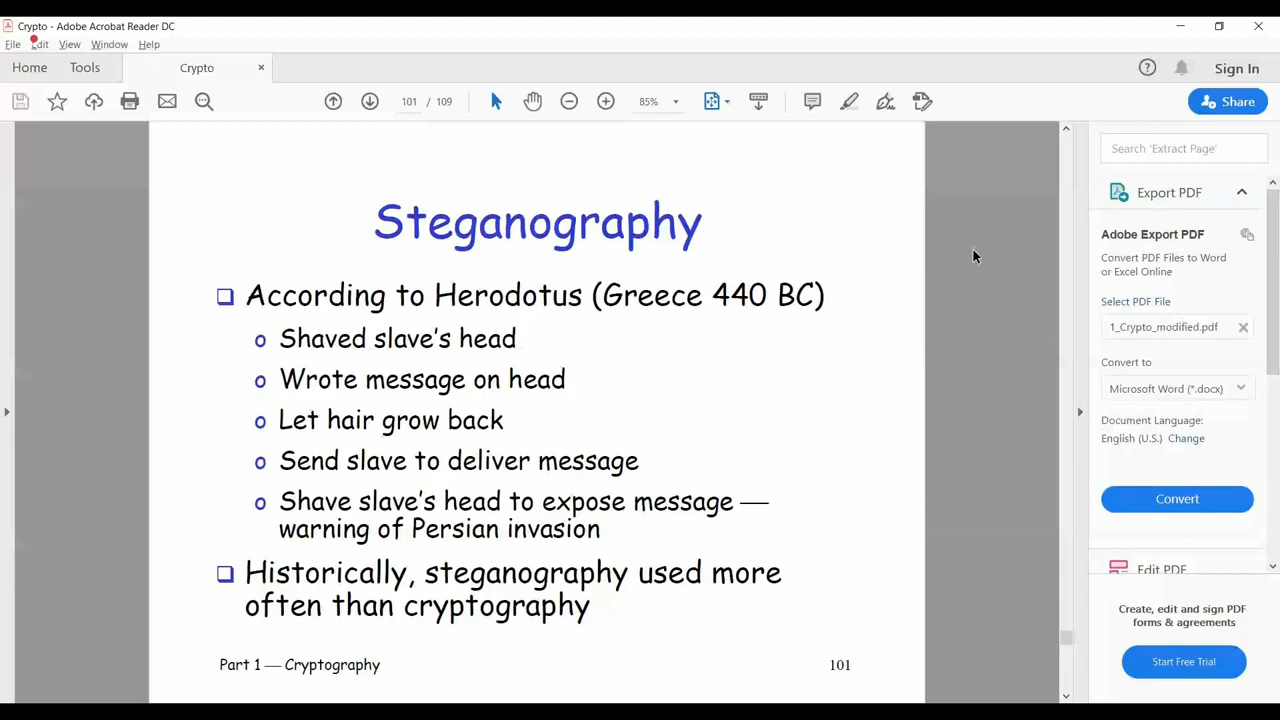 Crypto - Adobe Acrobat Reader DC
File Edit View Window Help
Home Tools Crypto × Sign In
101 / 109 85% Share
Search 'Extract Page'
Export PDF
Adobe Export PDF
Convert PDF Files to Word
or Excel Online
Select PDF File
1_Crypto_modified.pdf
Convert to
Microsoft Word (*.docx)
Document Language:
English (U.S.) Change
Convert
Edit PDF
Create, edit and sign PDF
forms & agreements
Start Free Trial
Steganography
❑ According to Herodotus (Greece 440 BC)
o Shaved slave's head
o Wrote message on head
o Let hair grow back
o Send slave to deliver message
o Shave slave's head to expose message —
warning of Persian invasion
❑ Historically, steganography used more
often than cryptography
Part 1 — Cryptography 101